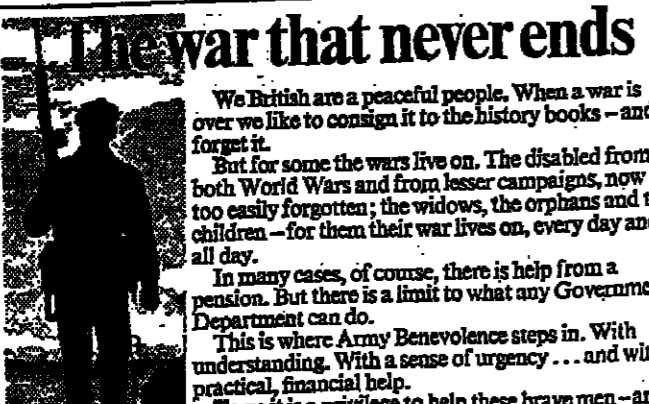 The war that never ends
We British are a peaceful people. When a war is
over we like to consign it to the history books – and
forget it.
But for some the wars live on. The disabled from
both World Wars and from lesser campaigns, now
too easily forgotten; the widows, the orphans and
children – for them their war lives on, every day an
all day.
In many cases, of course, there is help from a
pension. But there is a limit to what any Governme
Department can do.
This is where Army Benevolence steps in. With
understanding. With a sense of urgency ... and wi
practical, financial help.
it is a privilege to help these brave men – an